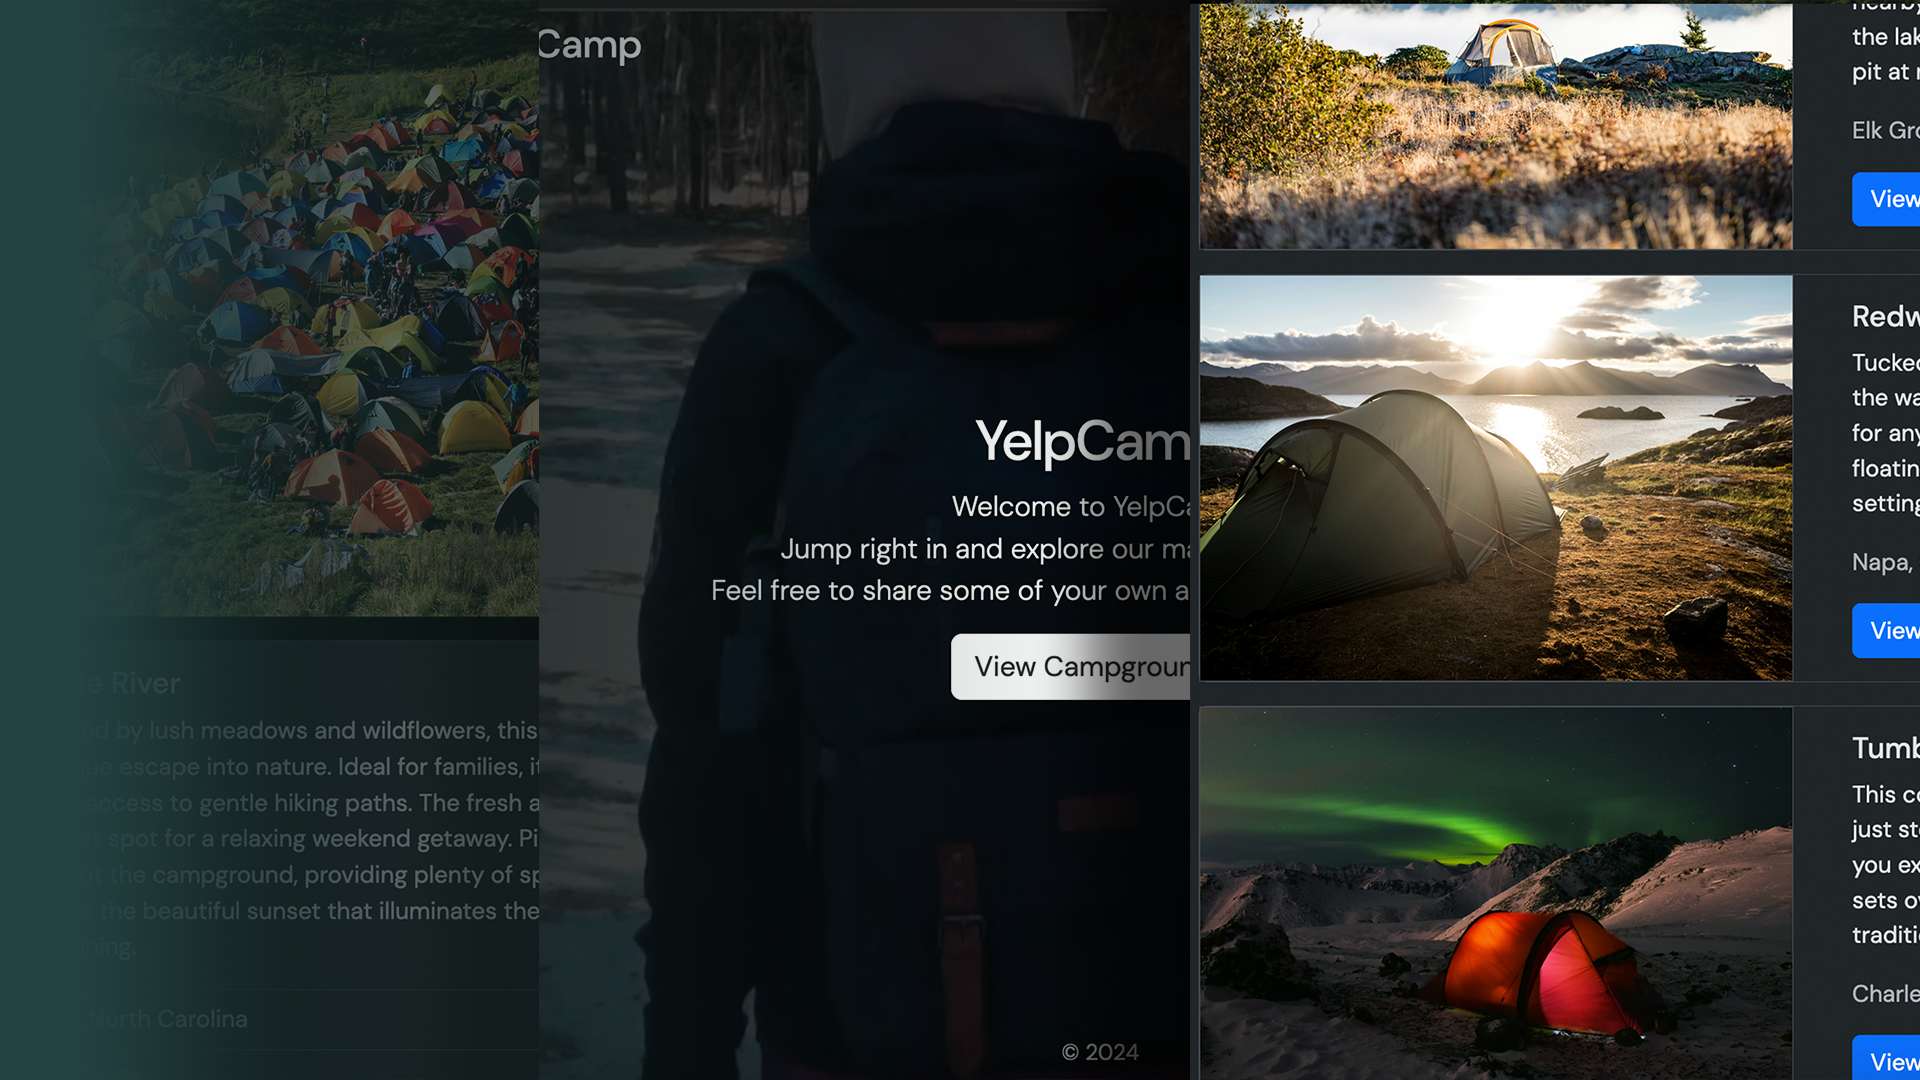 e River
ed by lush meadows and wildflowers, this
ue escape into nature. Ideal for families, it
access to gentle hiking paths. The fresh a
ct spot for a relaxing weekend getaway. Pi
ut the campground, providing plenty of sp
s the beautiful sunset that illuminates the
ning.
North Carolina
Camp
YelpCam
Welcome to YelpCa
Jump right in and explore our ma
Feel free to share some of your own a
View Campgroun
© 2024
nearby
the lak
pit at
Elk Gro
View
Redw
Tucked
the wa
for any
floatin
setting
Napa,
View
Tumb
This co
just ste
you ex
sets ov
traditi
Charle
View